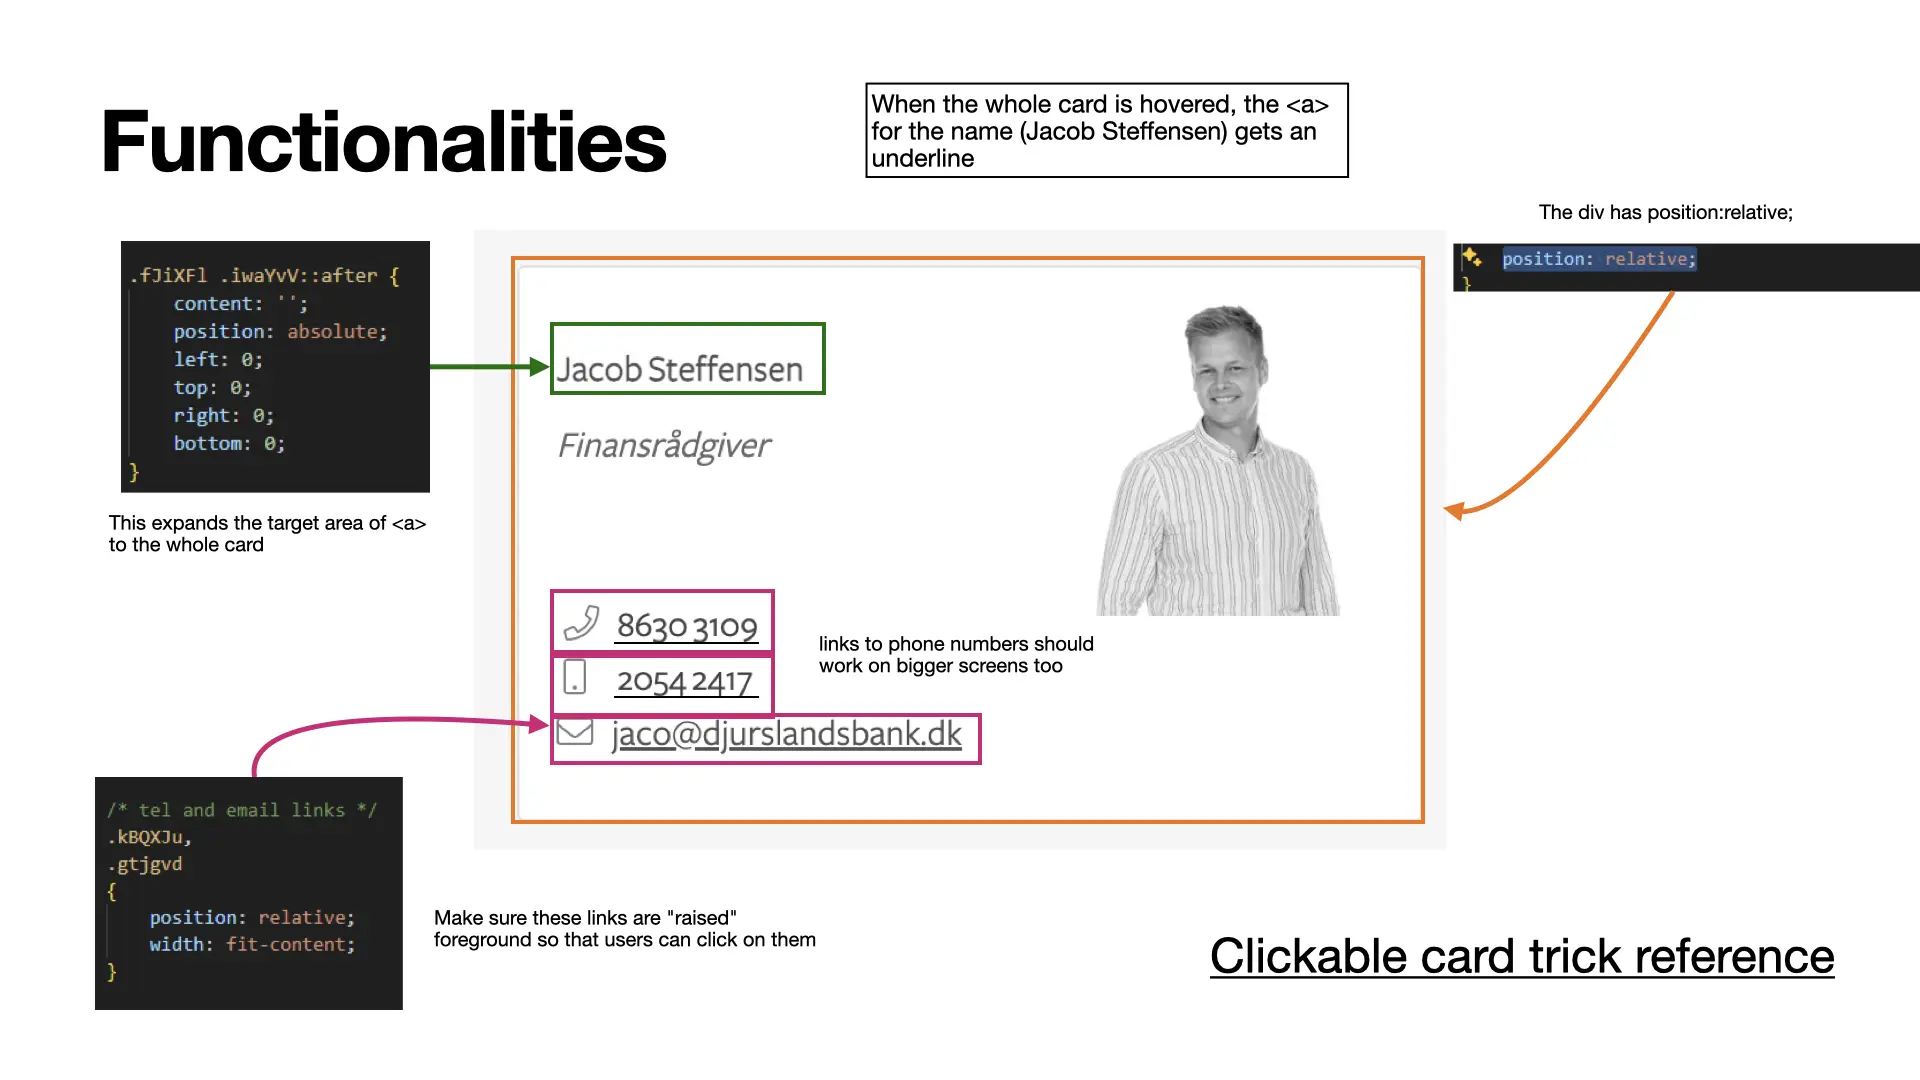 Functionalities
When the whole card is hovered, the <a>
for the name (Jacob Steffensen) gets an
underline
The div has position:relative;
position: relative;
}
.fJiXFl .iwaYvV::after {
content: '';
position: absolute;
left: 0;
top: 0;
right: 0;
bottom: 0;
}
This expands the target area of <a>
to the whole card
Jacob Steffensen
Finansrådgiver
8630 3109
2054 2417
jaco@djurslandsbank.dk
links to phone numbers should
work on bigger screens too
/* tel and email links */
.kBQXJu,
.gtjgvd
{
position: relative;
width: fit-content;
}
Make sure these links are "raised"
foreground so that users can click on them
Clickable card trick reference